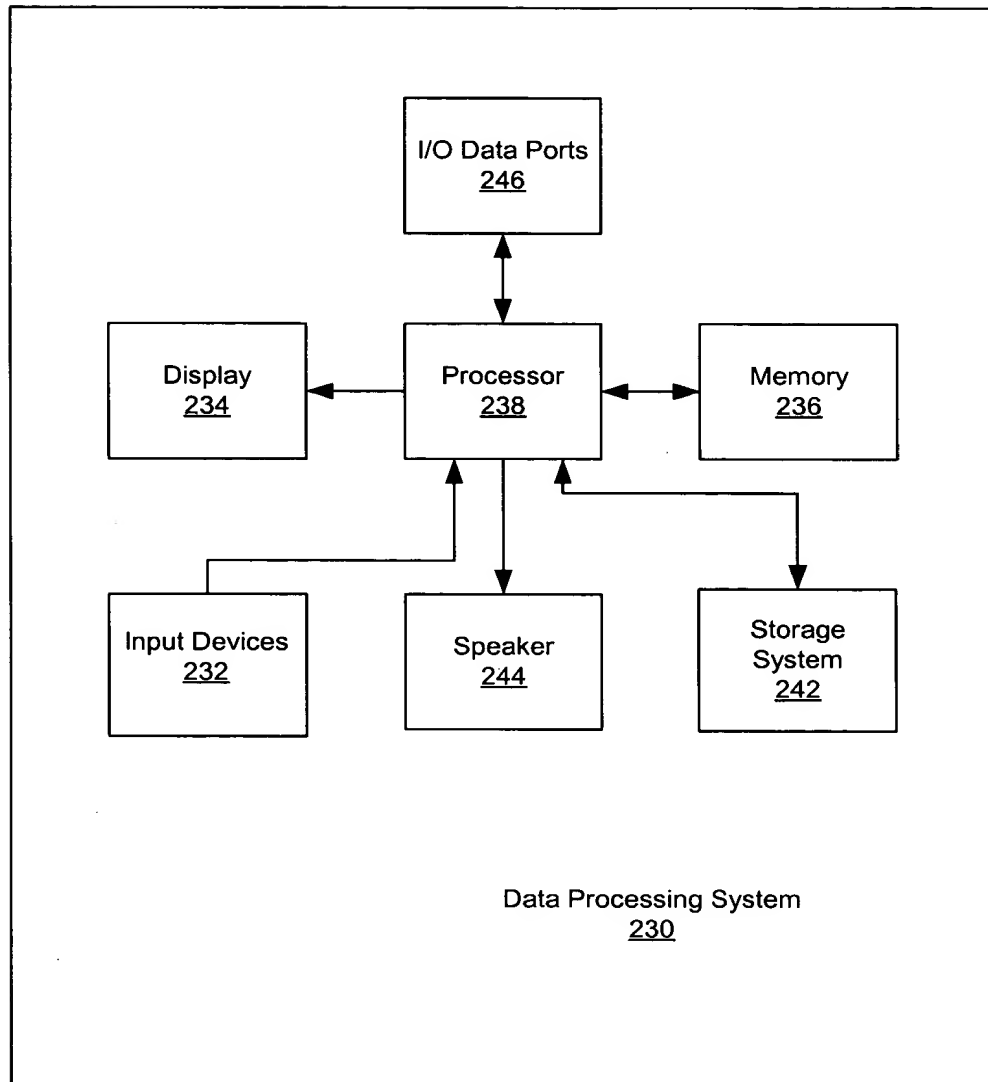 I/O Data Ports
246
Display
234
Processor
238
Memory
236
Input Devices
232
Speaker
244
Storage
System
242
Data Processing System
230